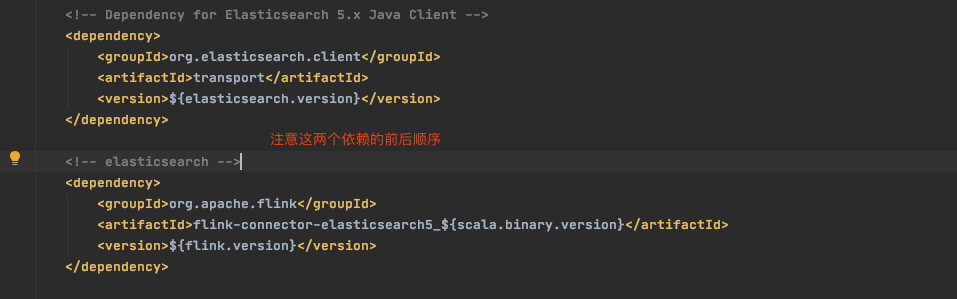 <!-- Dependency for Elasticsearch 5.x Java Client -->
<dependency>
    <groupId>org.elasticsearch.client</groupId>
    <artifactId>transport</artifactId>
    <version>${elasticsearch.version}</version>
</dependency>
注意这两个依赖的前后顺序
<!-- elasticsearch -->
<dependency>
    <groupId>org.apache.flink</groupId>
    <artifactId>flink-connector-elasticsearch5_${scala.binary.version}</artifactId>
    <version>${flink.version}</version>
</dependency>